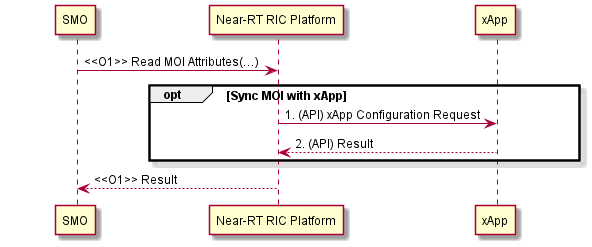 SMO
Near-RT RIC Platform
xApp
<<O1>> Read MOI Attributes(...)
opt
[Sync MOI with xApp]
1. (API) xApp Configuration Request
2. (API) Result
<<O1>> Result
SMO
Near-RT RIC Platform
xApp